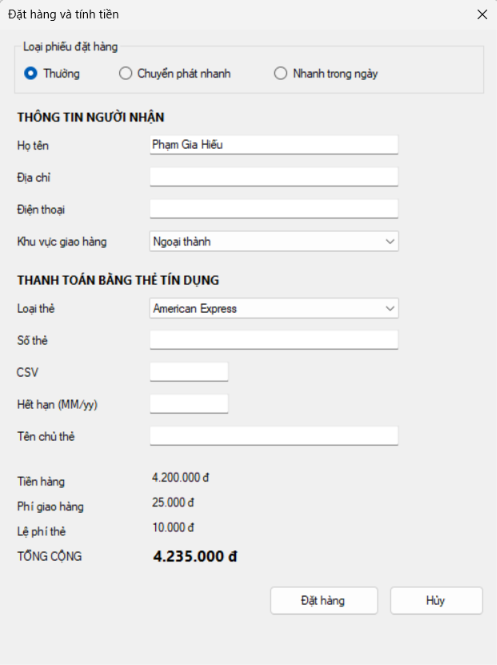 Đặt hàng và tính tiền
Loại phiếu đặt hàng
Thường Chuyển phát nhanh Nhanh trong ngày
THÔNG TIN NGƯỜI NHẬN
Họ tên Phạm Gia Hiếu
Địa chỉ
Điện thoại
Khu vực giao hàng Ngoại thành
THANH TOÁN BẰNG THẺ TÍN DỤNG
Loại thẻ American Express
Số thẻ
CSV
Hết hạn (MM/yy)
Tên chủ thẻ
Tiền hàng 4.200.000 đ
Phí giao hàng 25.000 đ
Lệ phí thẻ 10.000 đ
TỔNG CỘNG 4.235.000 đ
Đặt hàng Hủy